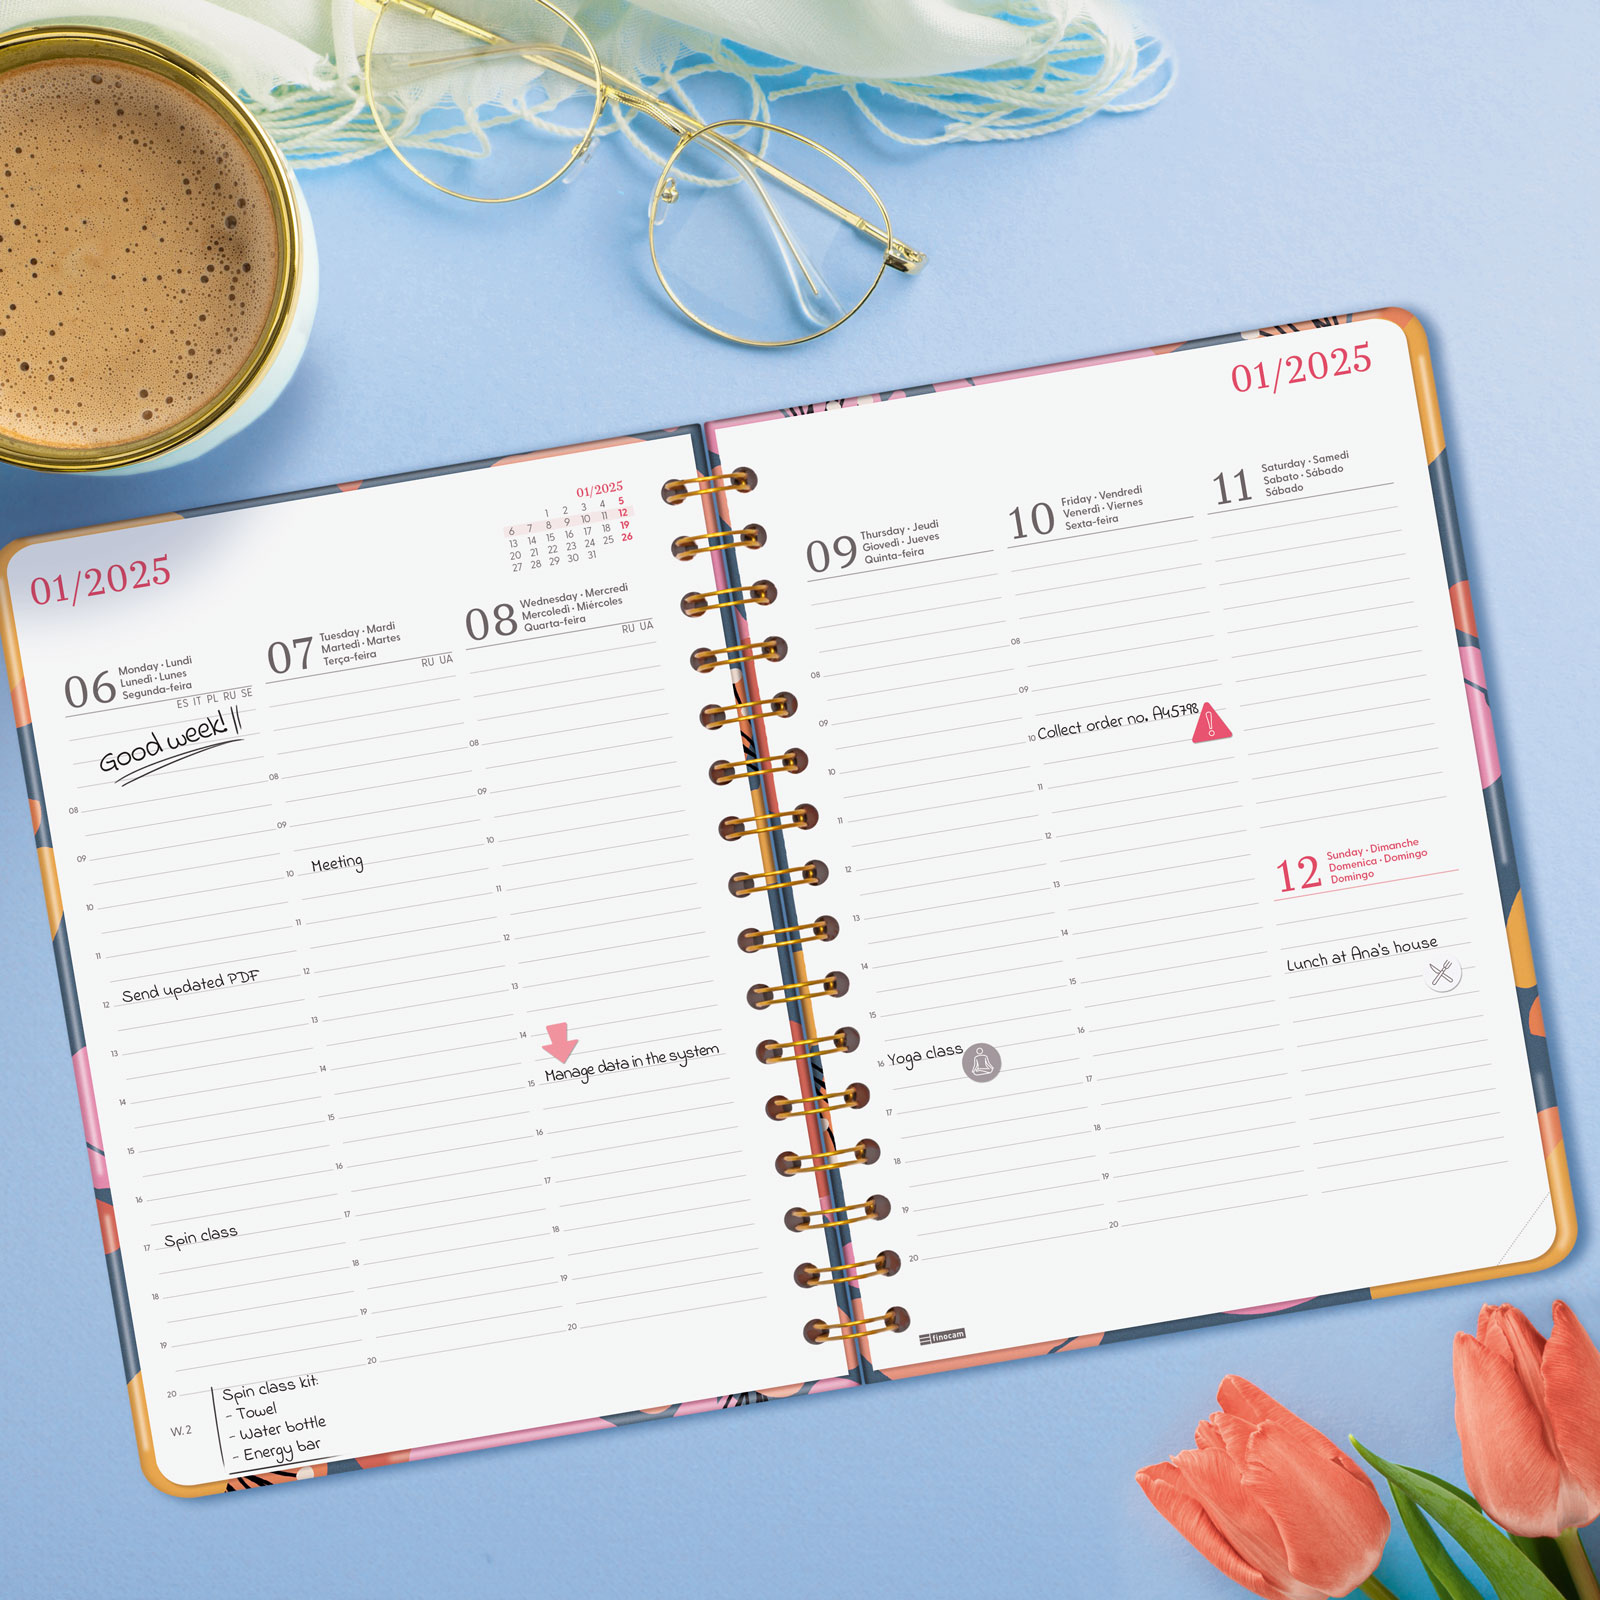 01/2025
01/2025
1 2 3 4 5
6 7 8 9 10 11 12
13 14 15 16 17 18 19
20 21 22 23 24 25 26
27 28 29 30 31
06
Monday · Lundi
Lunedì · Lunes
Segunda-feira
ES IT PL RU SE
Good week! ||
08
09
10
11
12 Send updated PDF
13
14
15
16
17 Spin class
18
19
20
W.2
Spin class kit:
- Towel
- Water bottle
- Energy bar
07
Tuesday · Mardi
Martedì · Martes
Terça-feira
RU UA
08
09
10 Meeting
11
12
13
14
15
16
17
18
19
20
08
Wednesday · Mercredi
Mercoledì · Miércoles
Quarta-feira
RU UA
08
09
10
11
12
13
14
15 Manage data in the system
16
17
18
19
20
01/2025
09
Thursday · Jeudi
Giovedì · Jueves
Quinta-feira
08
09
10
11
12
13
14
15
16 Yoga class
17
18
19
20
10
Friday · Vendredi
Venerdì · Viernes
Sexta-feira
08
09
10 Collect order no. A45798
!
11
12
13
14
15
16
17
18
19
20
11
Saturday · Samedi
Sabato · Sábado
Sábado
12
Sunday · Dimanche
Domenica · Domingo
Domingo
Lunch at Ana's house
finocam